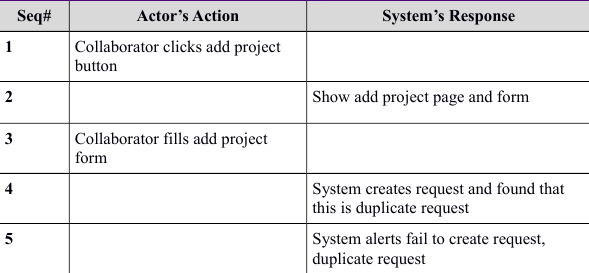 Seq# Actor’s Action System’s Response
1 Collaborator clicks add project
button
2 Show add project page and form
3 Collaborator fills add project
form
4 System creates request and found that
this is duplicate request
5 System alerts fail to create request,
duplicate request